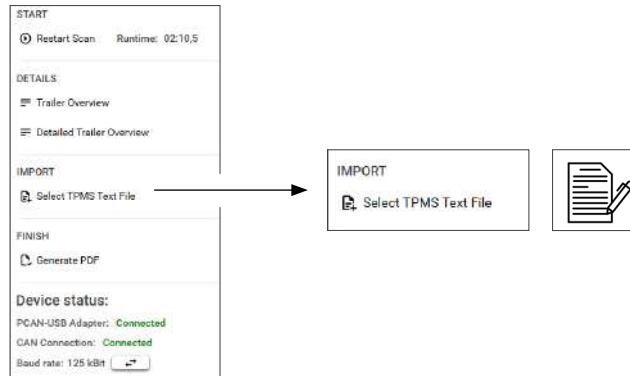 START
Restart Scan Runtime: 02:10,5
DETAILS
Trailer Overview
Detailed Trailer Overview
IMPORT
Select TPMS Text File
FINISH
Generate PDF
Device status:
PCAN-USB Adapter: Connected
CAN Connection: Connected
Baud rate: 125 kBit
IMPORT
Select TPMS Text File